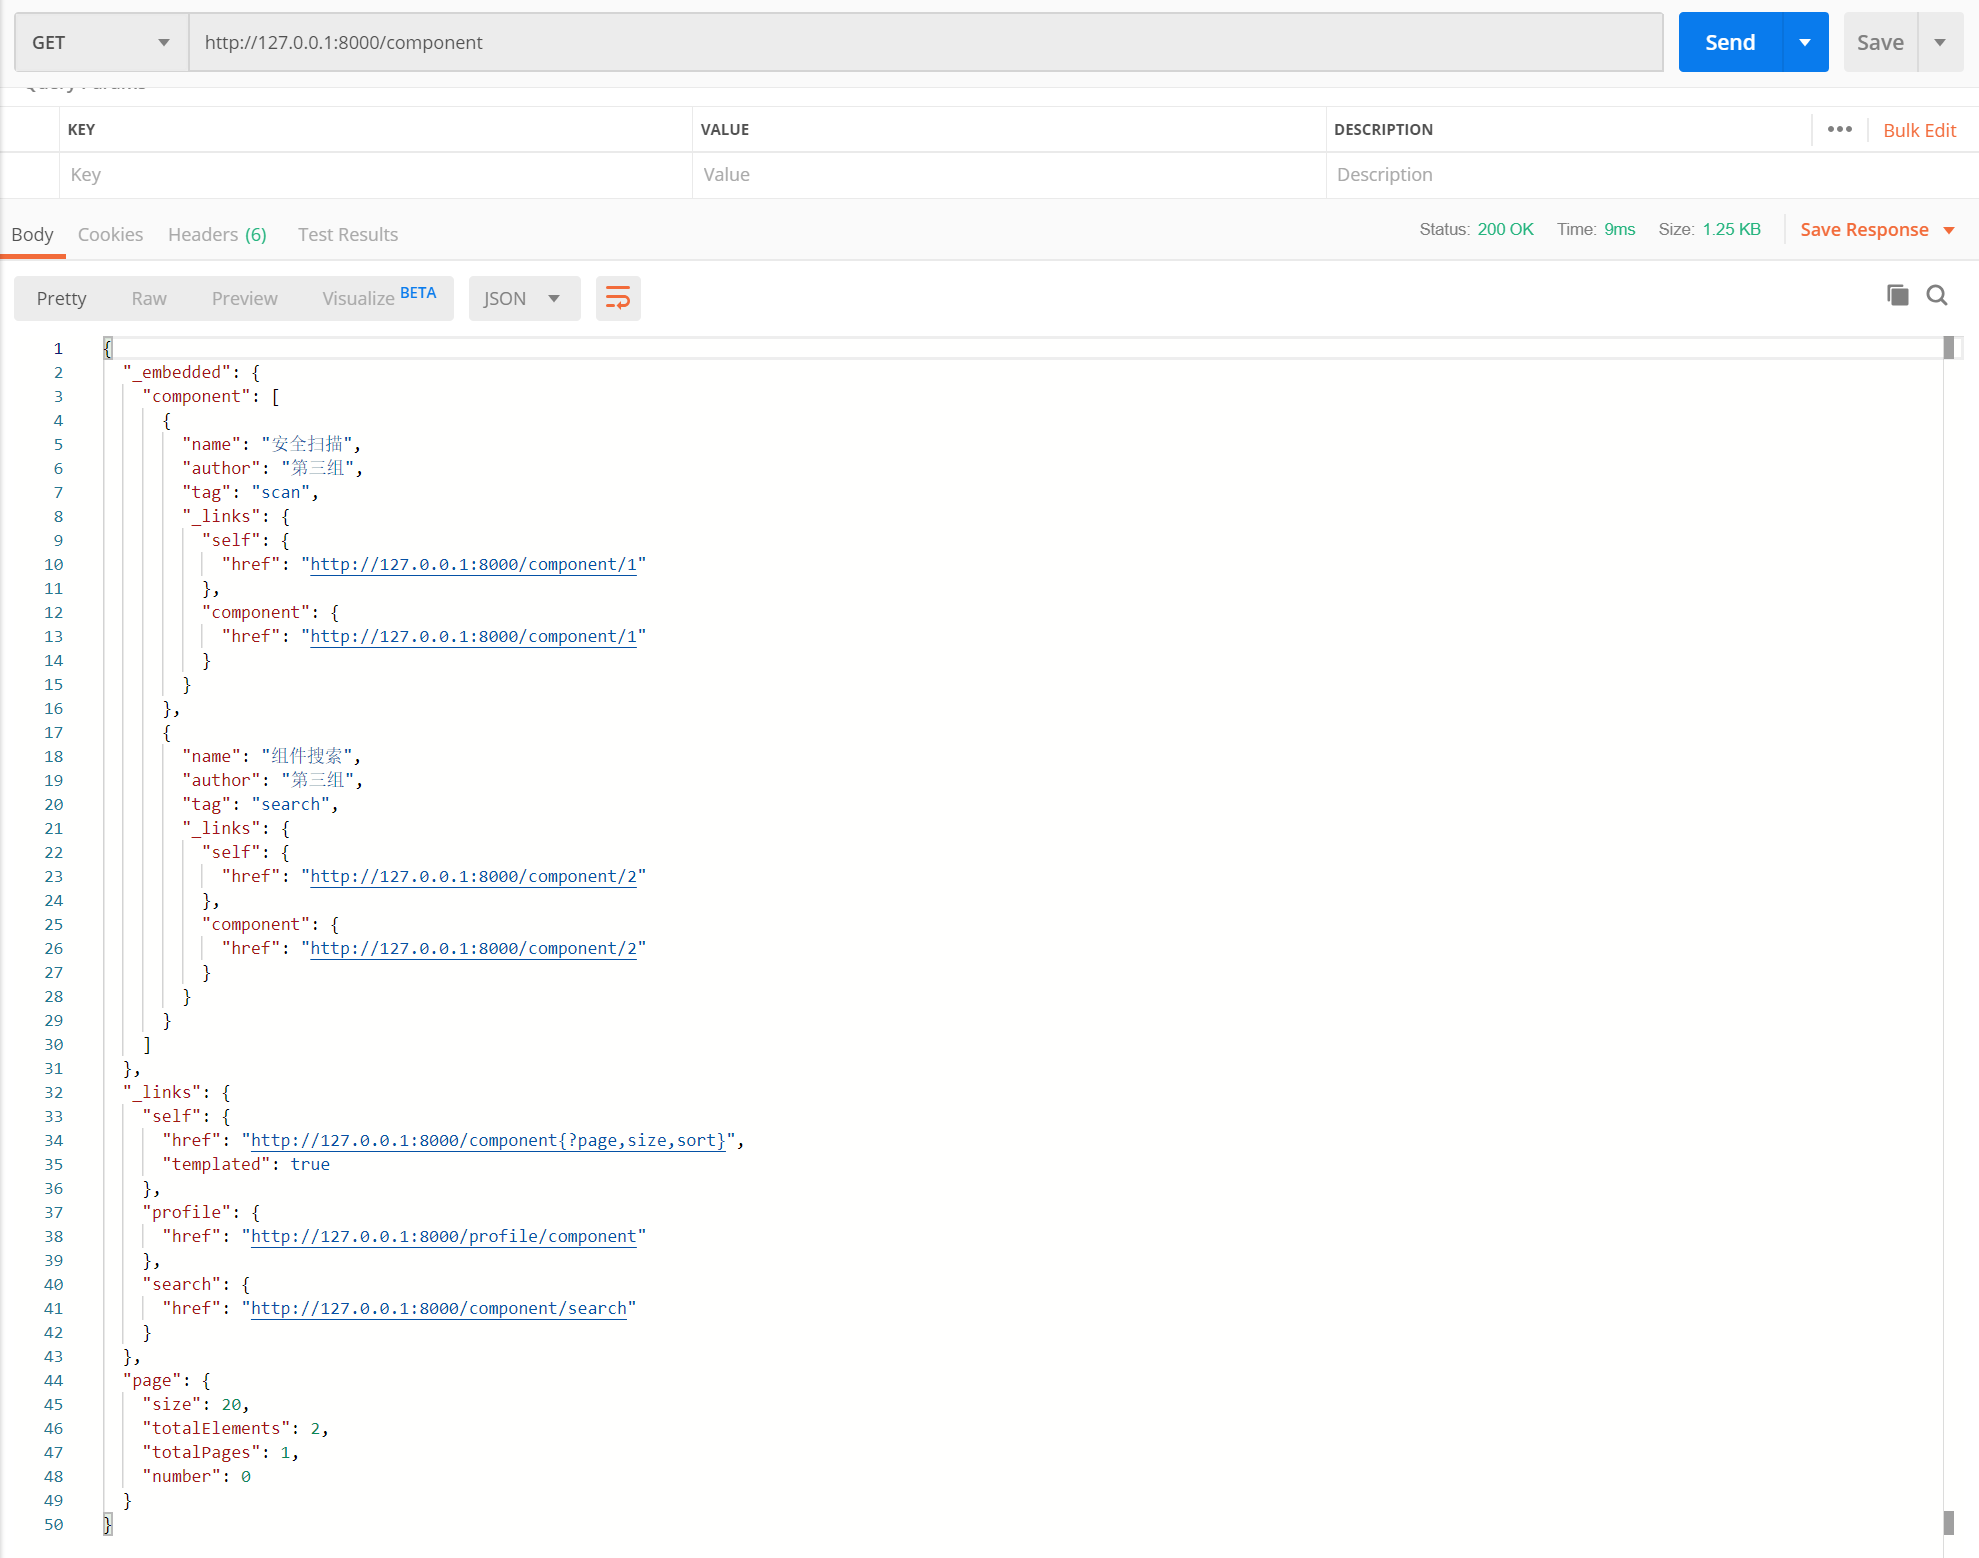 GET
http://127.0.0.1:8000/component
Send
Save
Query Params
KEY VALUE DESCRIPTION ••• Bulk Edit
Key Value Description
Body Cookies Headers (6) Test Results Status: 200 OK Time: 9ms Size: 1.25 KB Save Response
Pretty Raw Preview Visualize BETA JSON
1 {
2 "_embedded": {
3 "component": [
4 {
5 "name": "安全扫描",
6 "author": "第三组",
7 "tag": "scan",
8 "_links": {
9 "self": {
10 "href": "http://127.0.0.1:8000/component/1"
11 },
12 "component": {
13 "href": "http://127.0.0.1:8000/component/1"
14 }
15 }
16 },
17 {
18 "name": "组件搜索",
19 "author": "第三组",
20 "tag": "search",
21 "_links": {
22 "self": {
23 "href": "http://127.0.0.1:8000/component/2"
24 },
25 "component": {
26 "href": "http://127.0.0.1:8000/component/2"
27 }
28 }
29 }
30 ]
31 },
32 "_links": {
33 "self": {
34 "href": "http://127.0.0.1:8000/component{?page,size,sort}",
35 "templated": true
36 },
37 "profile": {
38 "href": "http://127.0.0.1:8000/profile/component"
39 },
40 "search": {
41 "href": "http://127.0.0.1:8000/component/search"
42 }
43 },
44 "page": {
45 "size": 20,
46 "totalElements": 2,
47 "totalPages": 1,
48 "number": 0
49 }
50 }